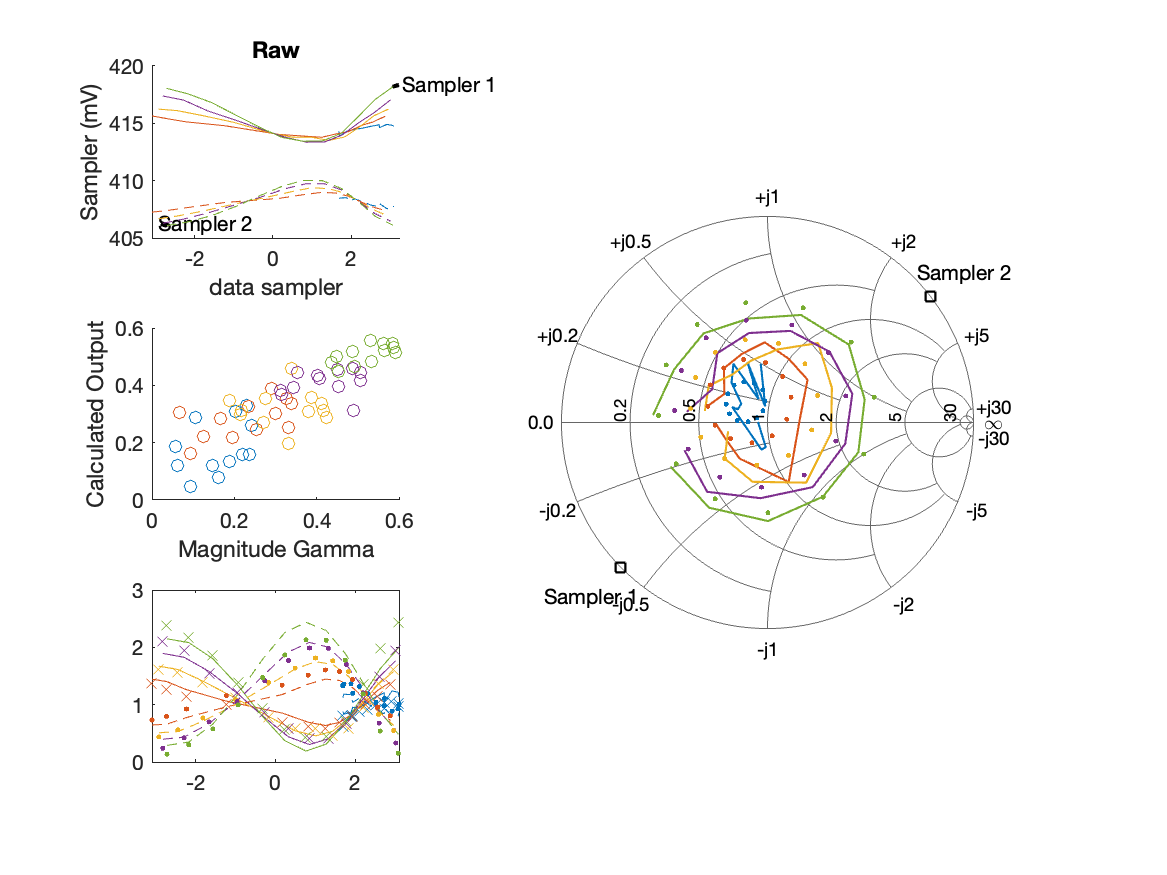 Raw
420
415
410
405
Sampler (mV)
Sampler 1
Sampler 2
-2
0
2
data sampler
0.6
0.4
0.2
0
Calculated Output
0
0.2
0.4
0.6
Magnitude Gamma
3
2
1
0
-2
0
2
+j1
+j0.5
+j2
Sampler 2
+j0.2
+j5
0.0
0.2
0.5
1
2
5
30
+j30
∞
-j30
-j0.2
-j5
Sampler 1
-j0.5
-j2
-j1